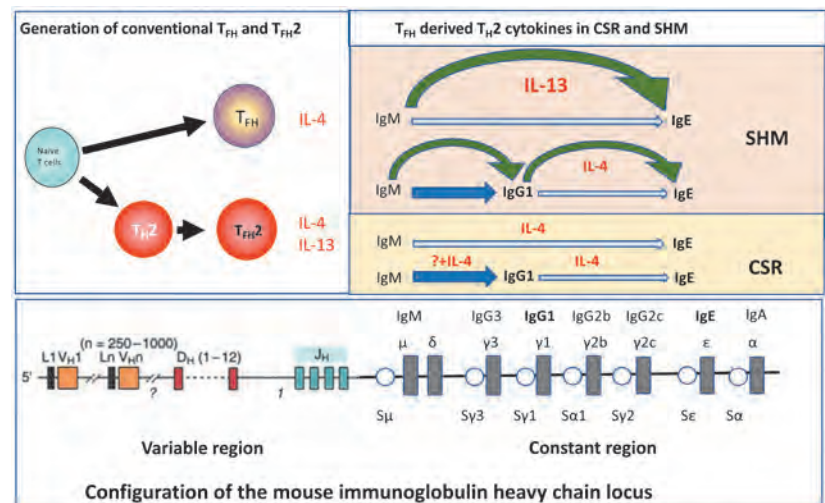 Generation of conventional TFH and TFH2
TFH derived TH2 cytokines in CSR and SHM
Naive
T cells
TFH
IL-4
TH2
TFH2
IL-4
IL-13
IL-13
IgM
IgE
SHM
IL-4
IgM
IgG1
IgE
IL-4
IgM
IgE
?+IL-4
IL-4
CSR
IgM
IgG1
IgE
IgM IgG3 IgG1 IgG2b IgG2c IgE IgA
(n = 250–1000)
L1 VH1 Ln VHn DH (1–12) JH
μ δ γ3 γ1 γ2b γ2c ε α
5'
? 1
Sμ Sγ3 Sγ1 Sα1 Sγ2 Sε Sα
Variable region Constant region
Configuration of the mouse immunoglobulin heavy chain locus